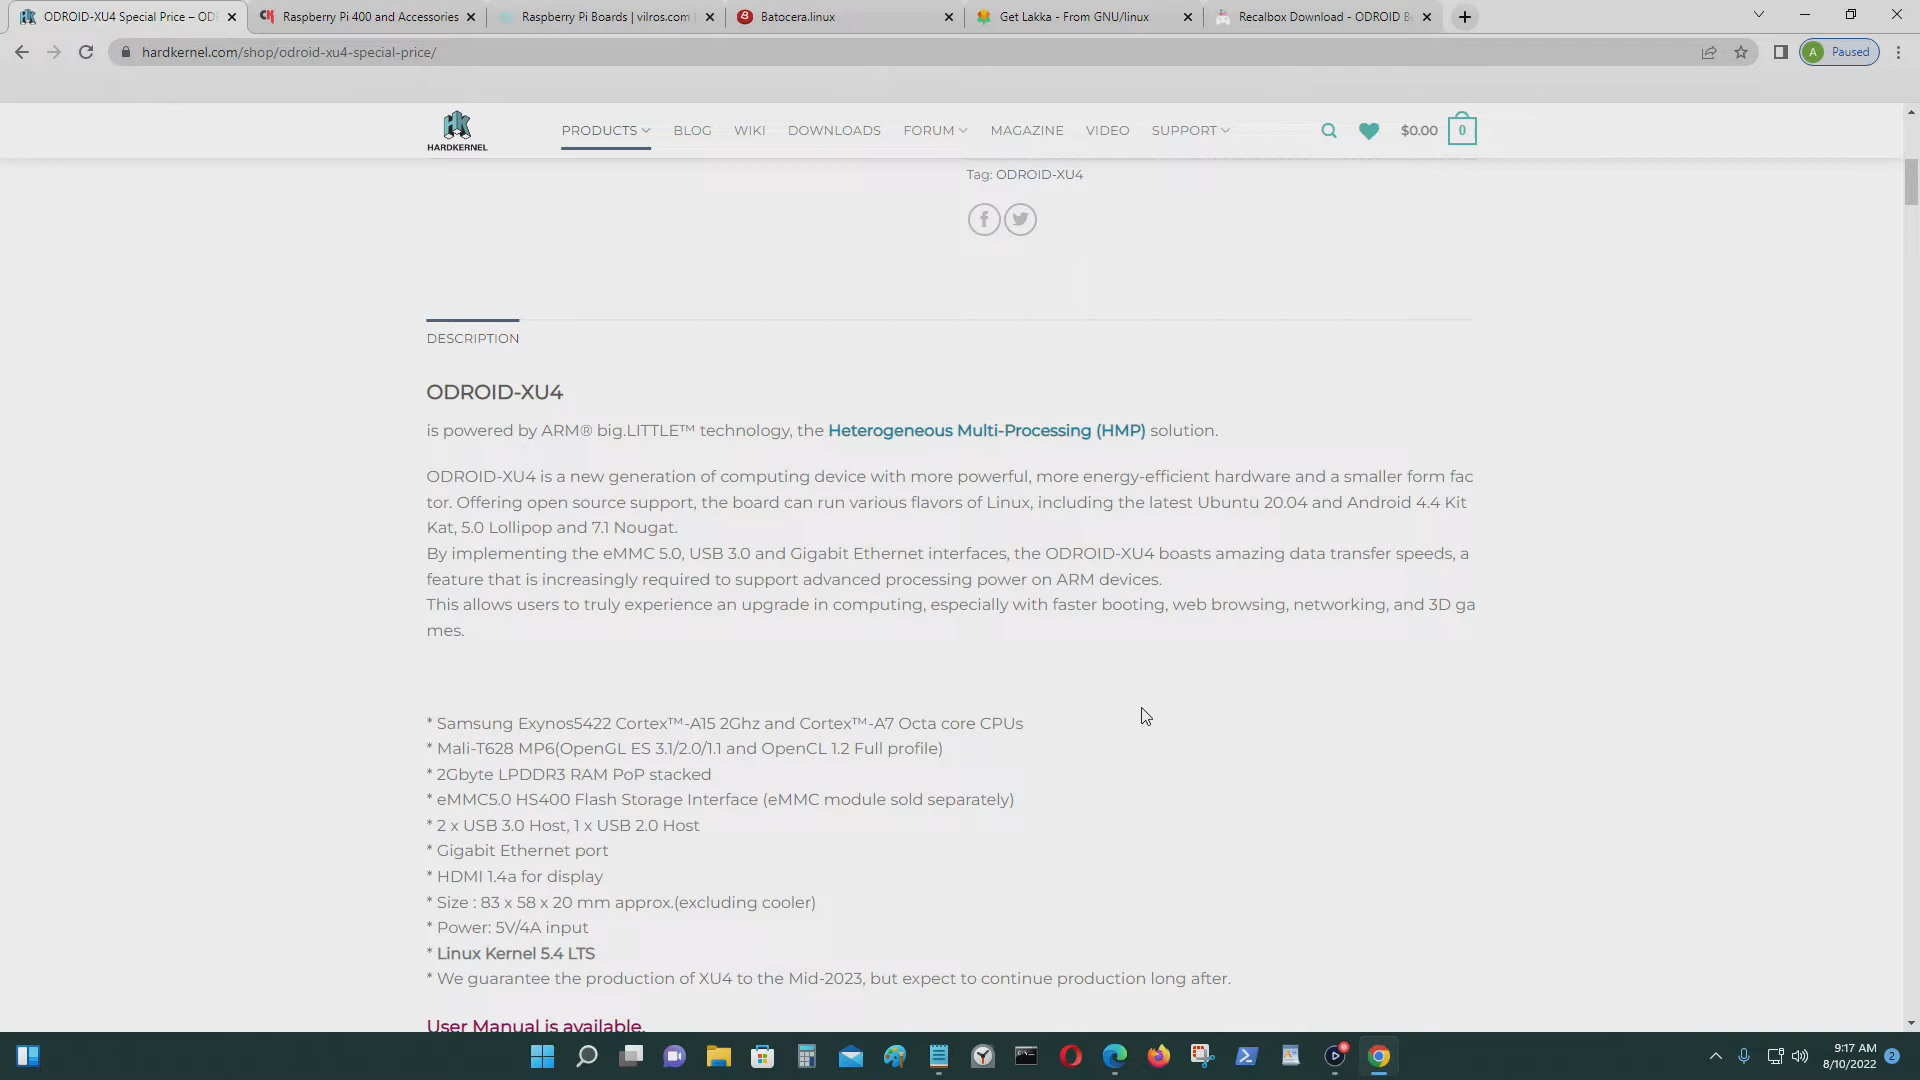 ODROID-XU4 Special Price – OD
Raspberry Pi 400 and Accessories
Raspberry Pi Boards | vilros.com
Batocera.linux
Get Lakka - From GNU/linux
Recalbox Download - ODROID B
hardkernel.com/shop/odroid-xu4-special-price/
A Paused
HK
HARDKERNEL
PRODUCTS BLOG WIKI DOWNLOADS FORUM MAGAZINE VIDEO SUPPORT $0.00 0
Tag: ODROID-XU4
DESCRIPTION
ODROID-XU4
is powered by ARM® big.LITTLE™ technology, the Heterogeneous Multi-Processing (HMP) solution.
ODROID-XU4 is a new generation of computing device with more powerful, more energy-efficient hardware and a smaller form fac
tor. Offering open source support, the board can run various flavors of Linux, including the latest Ubuntu 20.04 and Android 4.4 Kit
Kat, 5.0 Lollipop and 7.1 Nougat.
By implementing the eMMC 5.0, USB 3.0 and Gigabit Ethernet interfaces, the ODROID-XU4 boasts amazing data transfer speeds, a
feature that is increasingly required to support advanced processing power on ARM devices.
This allows users to truly experience an upgrade in computing, especially with faster booting, web browsing, networking, and 3D ga
mes.
* Samsung Exynos5422 Cortex™-A15 2Ghz and Cortex™-A7 Octa core CPUs
* Mali-T628 MP6(OpenGL ES 3.1/2.0/1.1 and OpenCL 1.2 Full profile)
* 2Gbyte LPDDR3 RAM PoP stacked
* eMMC5.0 HS400 Flash Storage Interface (eMMC module sold separately)
* 2 x USB 3.0 Host, 1 x USB 2.0 Host
* Gigabit Ethernet port
* HDMI 1.4a for display
* Size : 83 x 58 x 20 mm approx.(excluding cooler)
* Power: 5V/4A input
* Linux Kernel 5.4 LTS
* We guarantee the production of XU4 to the Mid-2023, but expect to continue production long after.
User Manual is available.
9:17 AM
8/10/2022
2